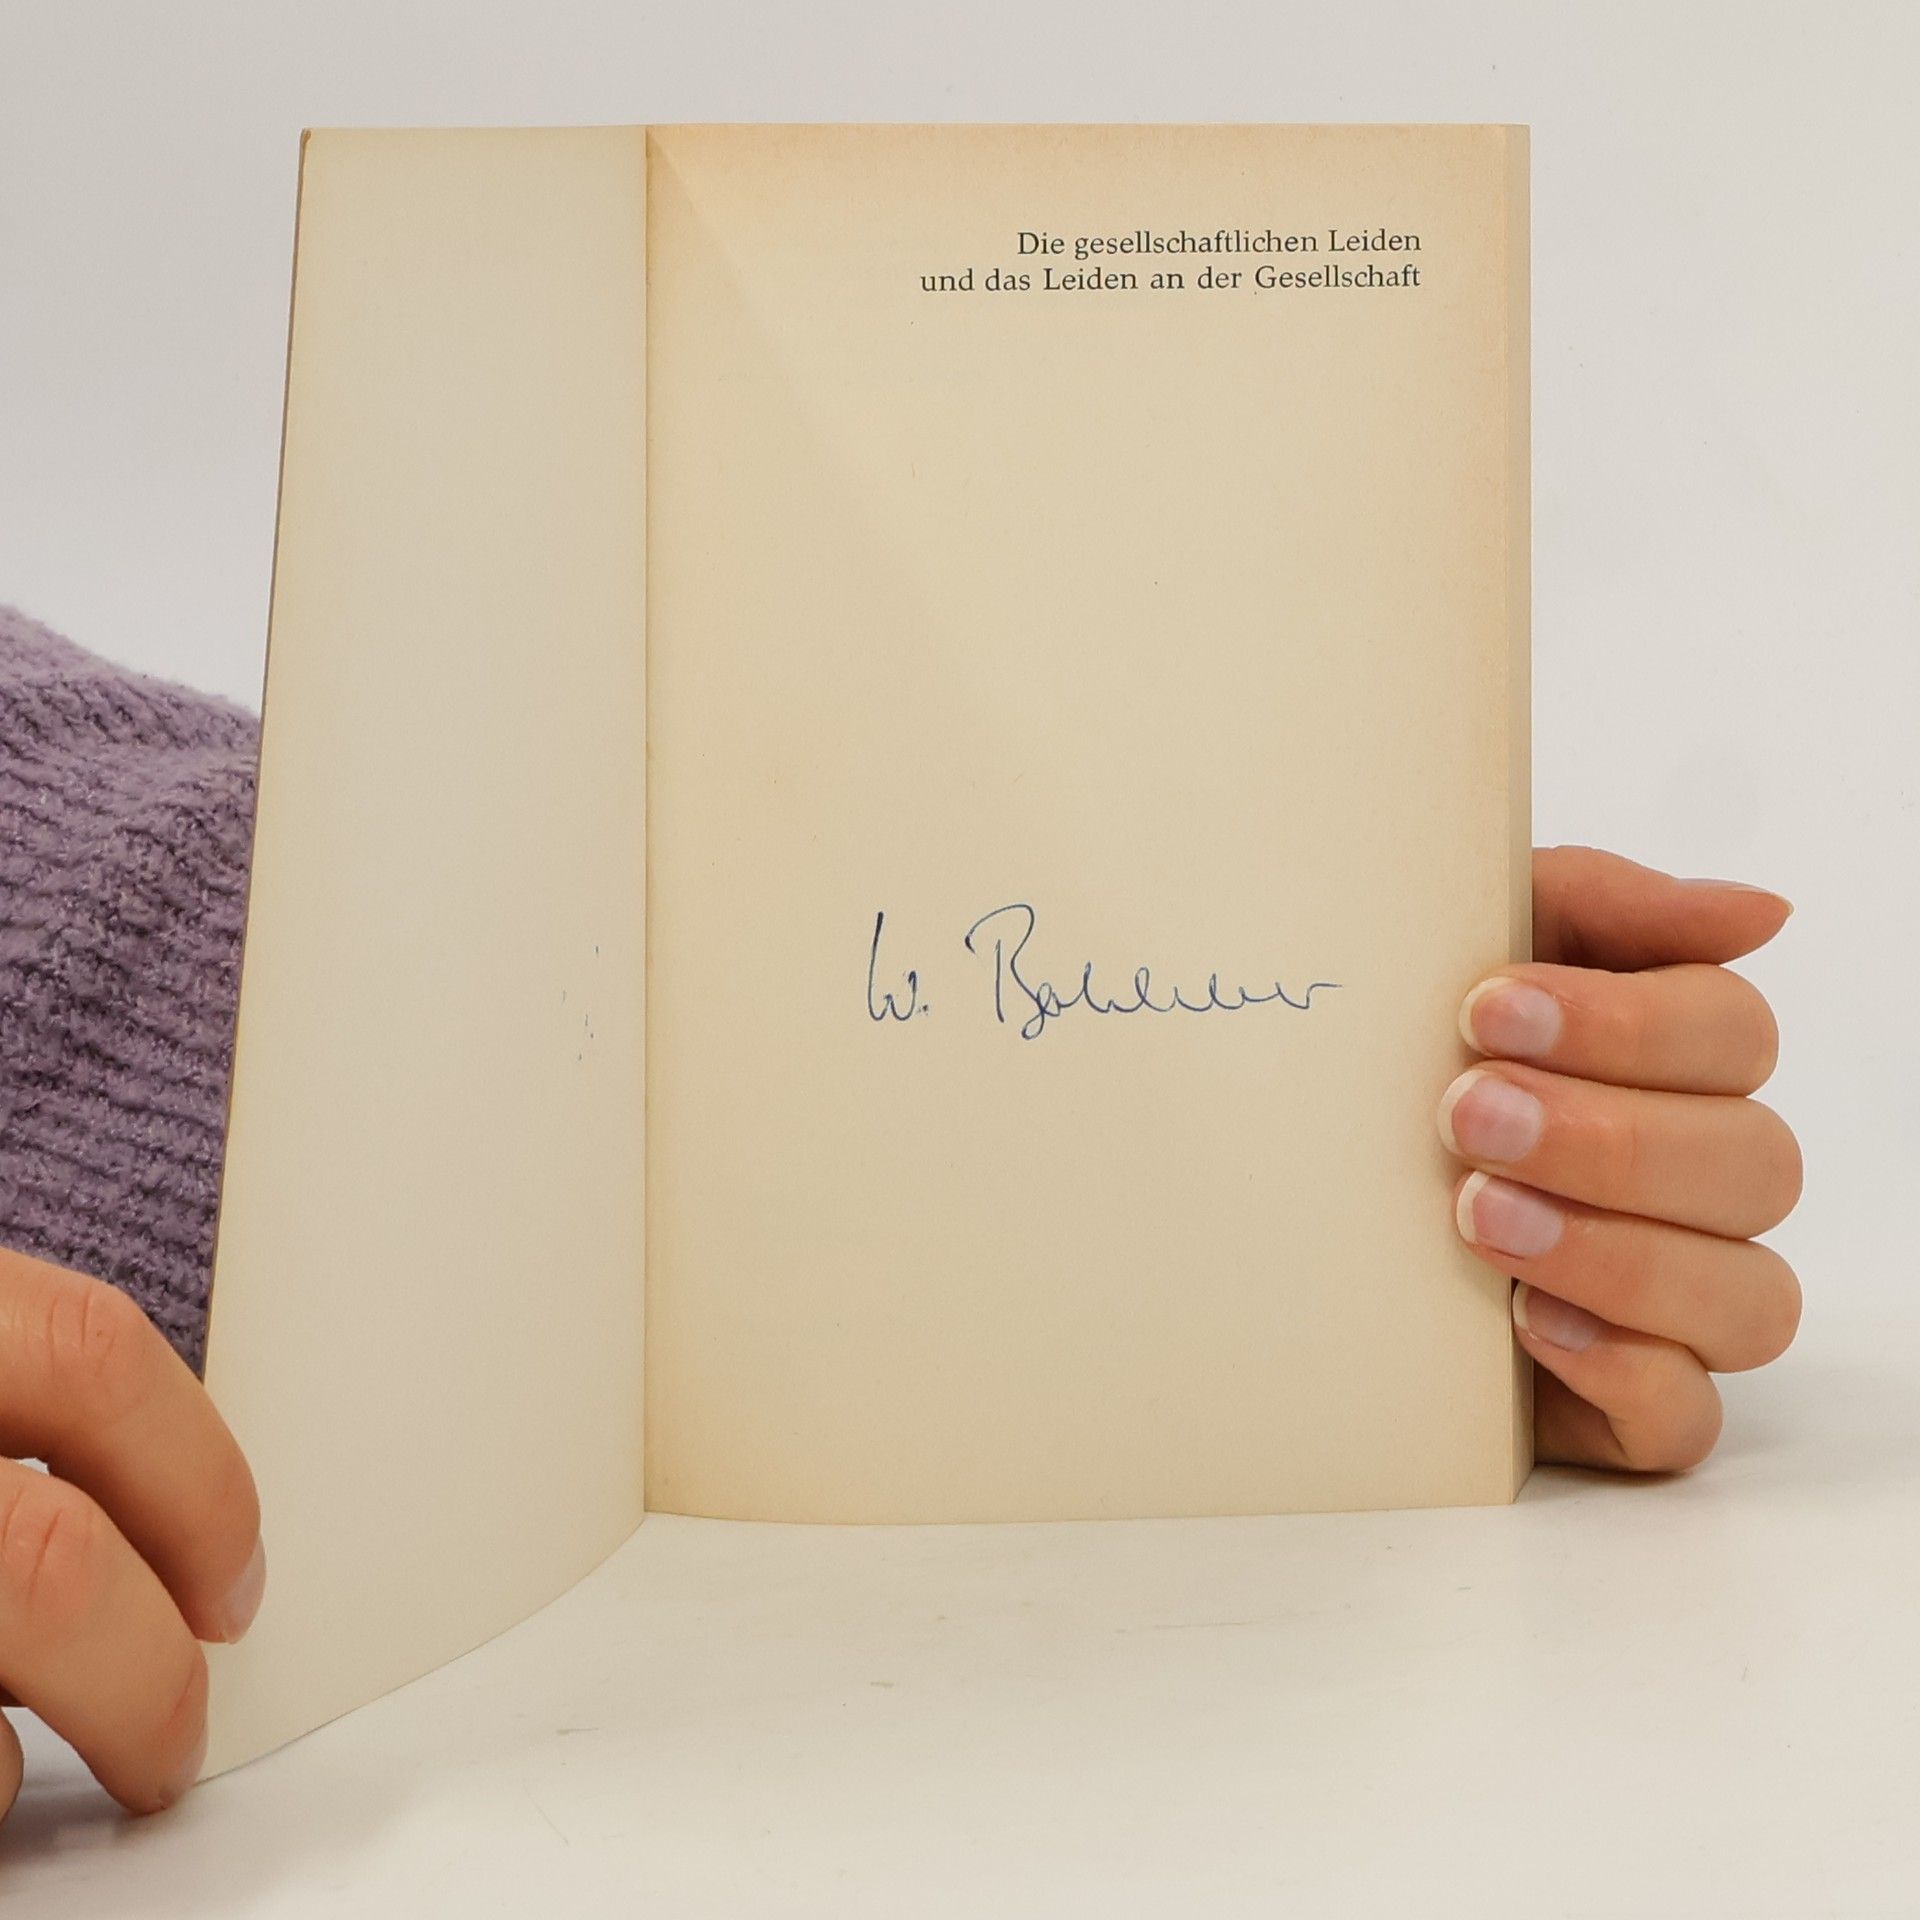 Die gesellschaftlichen Leiden
und das Leiden an der Gesellschaft
W.